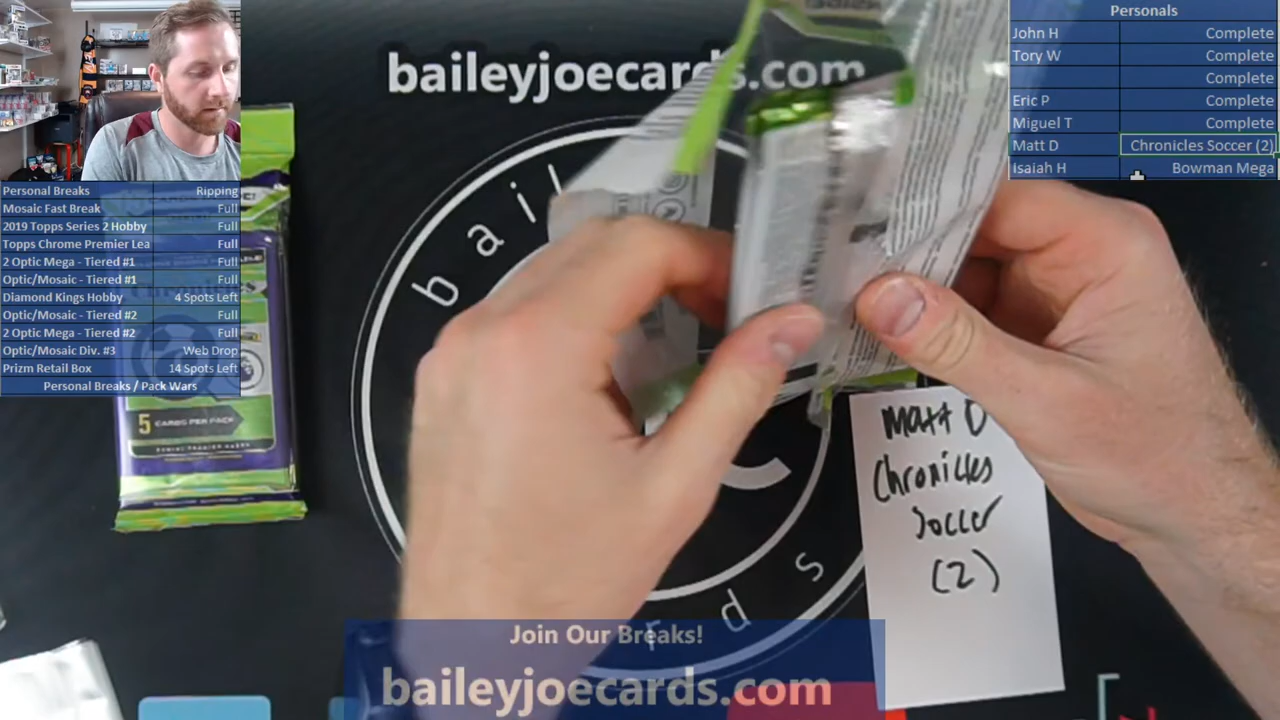 baileyjoecards.com
Personals
John H Complete
Tory W Complete
Complete
Eric P Complete
Miguel T Complete
Matt D Chronicles Soccer (2)
Isaiah H Bowman Mega
Personal Breaks Ripping
Mosaic Fast Break Full
2019 Topps Series 2 Hobby Full
Topps Chrome Premier Lea Full
2 Optic Mega - Tiered #1 Full
Optic/Mosaic - Tiered #1 Full
Diamond Kings Hobby 4 Spots Left
Optic/Mosaic - Tiered #2 Full
2 Optic Mega - Tiered #2 Full
Optic/Mosaic Div. #3 Web Drop
Prizm Retail Box 14 Spots Left
Personal Breaks / Pack Wars
5 CARDS PER PACK
b a i l
r d s
Matt D
Chronicles
Soccer
(2)
Join Our Breaks!
baileyjoecards.com